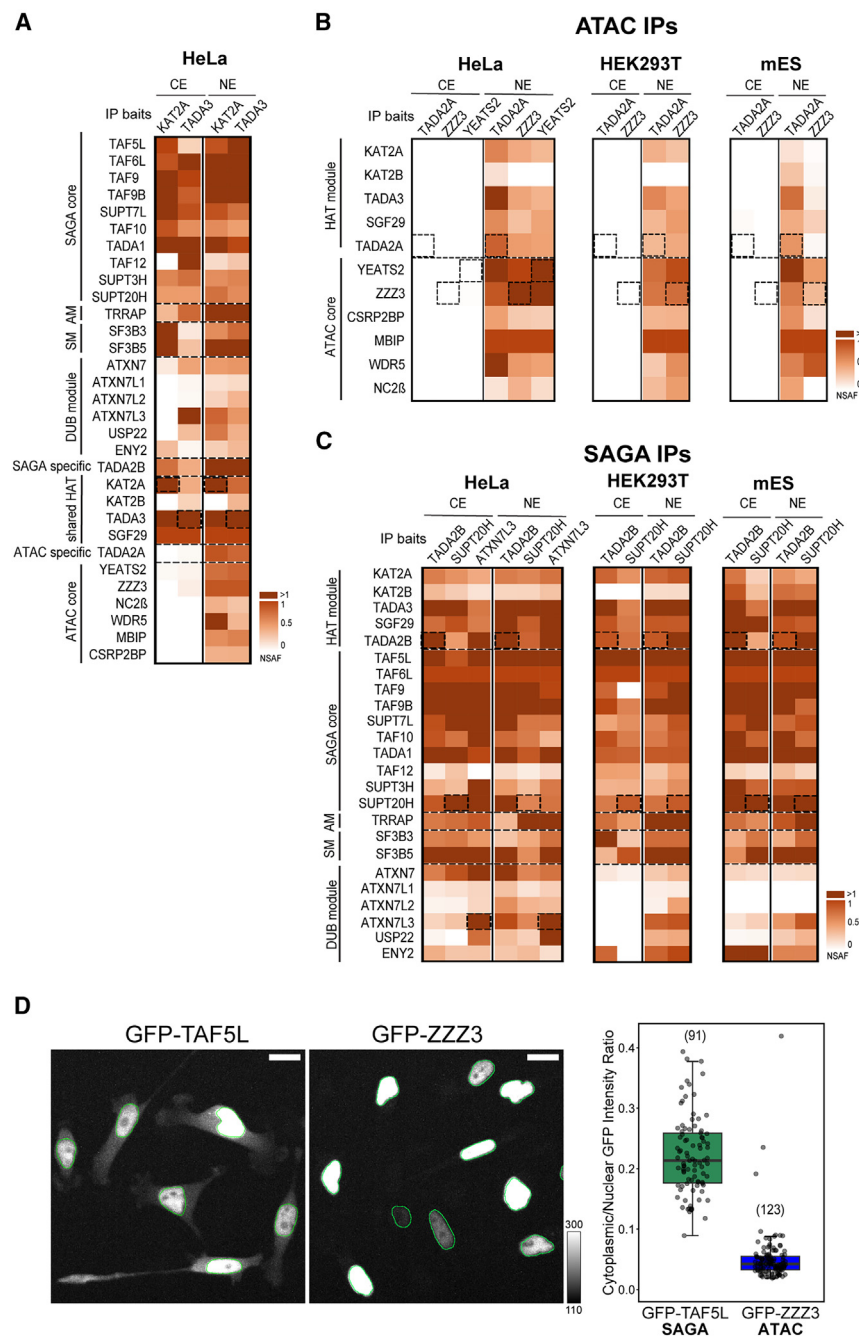 A
HeLa
CE NE
IP baits
KAT2A TADA3 KAT2A TADA3
SAGA core
TAF5L
TAF6L
TAF9
TAF9B
SUPT7L
TAF10
TADA1
TAF12
SUPT3H
SUPT20H
AM
TRRAP
SM
SF3B3
SF3B5
DUB module
ATXN7
ATXN7L1
ATXN7L2
ATXN7L3
USP22
ENY2
SAGA specific TADA2B
shared HAT
KAT2A
KAT2B
TADA3
SGF29
ATAC specific TADA2A
ATAC core
YEATS2
ZZZ3
NC2ß
WDR5
MBIP
CSRP2BP
>1
1
0
NSAF
B
ATAC IPs
HeLa HEK293T mES
CE NE CE NE CE NE
IP baits
TADA2A ZZZ3 YEATS2 TADA2A ZZZ3 YEATS2 TADA2A ZZZ3 TADA2A ZZZ3 TADA2A ZZZ3 TADA2A ZZZ3
HAT module
KAT2A
KAT2B
TADA3
SGF29
TADA2A
ATAC core
YEATS2
ZZZ3
CSRP2BP
MBIP
WDR5
NC2ß
>1
1
0
NSAF
C
SAGA IPs
HeLa HEK293T mES
CE NE CE NE CE NE
IP baits
TADA2B SUPT20H ATXN7L3 TADA2B SUPT20H ATXN7L3 TADA2B SUPT20H TADA2B SUPT20H TADA2B SUPT20H TADA2B SUPT20H
HAT module
KAT2A
KAT2B
TADA3
SGF29
TADA2B
SAGA core
TAF5L
TAF6L
TAF9
TAF9B
SUPT7L
TAF10
TADA1
TAF12
SUPT3H
SUPT20H
AM
TRRAP
SM
SF3B3
SF3B5
DUB module
ATXN7
ATXN7L1
ATXN7L2
ATXN7L3
USP22
ENY2
>1
1
0.5
0
NSAF
D
GFP-TAF5L GFP-ZZZ3
300
110
Cytoplasmic/Nuclear GFP Intensity Ratio
0.4
0.3
0.2
0.1
0.0
(91)
(123)
GFP-TAF5L GFP-ZZZ3
SAGA ATAC